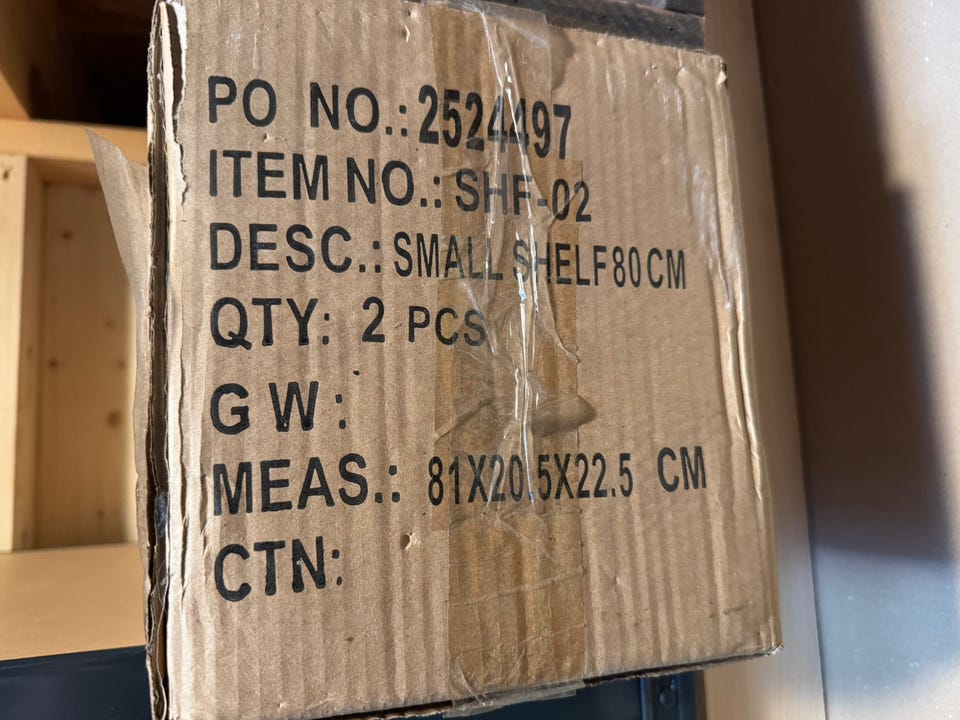 PO NO.: 2524497
ITEM NO.: SHF-02
DESC.: SMALL SHELF 80 CM
QTY: 2 PCS
G W :
MEAS.: 81X20.5X22.5 CM
CTN: